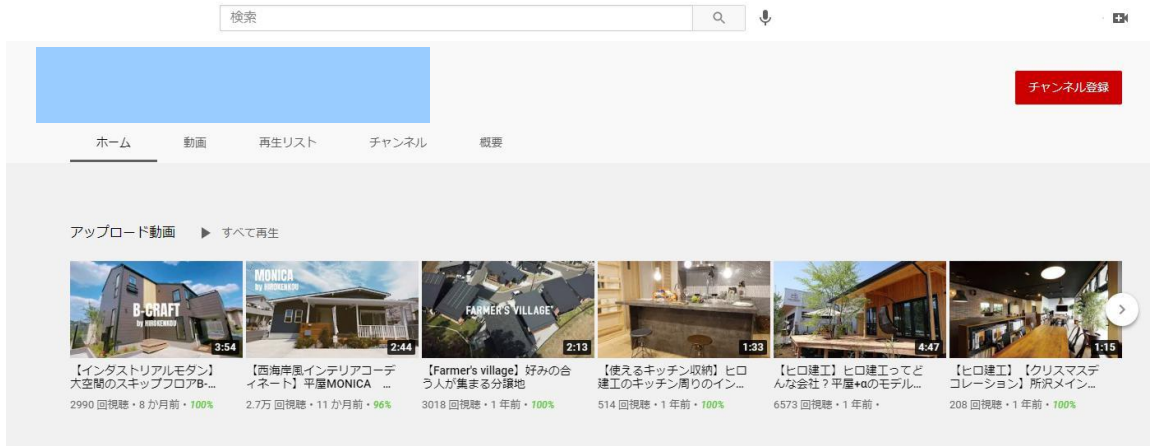 検索
チャンネル登録
ホーム 動画 再生リスト チャンネル 概要
アップロード動画 ▶ すべて再生
B-CRAFT
by HIROKENKOU
3:54
MONICA
by HIROKENKOU
2:44
FARMER'S VILLAGE
2:13
1:33
4:47
1:15
【インダストリアルモダン】
大空間のスキップフロアB-...
2990 回視聴・8 か月前・100%
【西海岸風インテリアコーデ
ィネート】平屋MONICA ...
2.7万 回視聴・11 か月前・96%
【Farmer's village】好みの合
う人が集まる分譲地
3018 回視聴・1 年前・100%
【使えるキッチン収納】ヒロ
建工のキッチン周りのイン...
514 回視聴・1 年前・100%
【ヒロ建工】ヒロ建工ってど
んな会社？平屋+αのモデル...
6573 回視聴・1 年前・
【ヒロ建工】【クリスマスデ
コレーション】所沢メイン...
208 回視聴・1 年前・100%